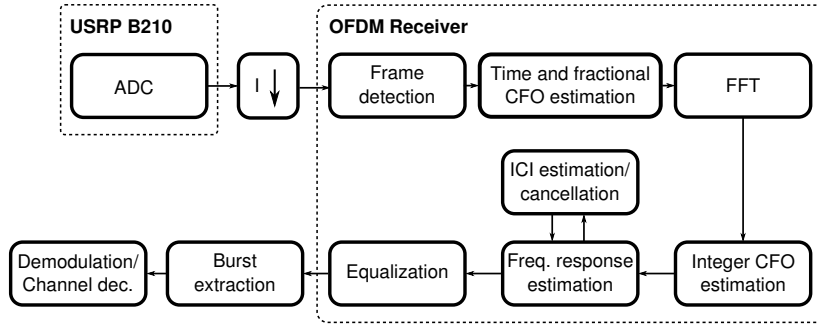 USRP B210
OFDM Receiver
ADC
I
Frame
detection
Time and fractional
CFO estimation
FFT
ICI estimation/
cancellation
Demodulation/
Channel dec.
Burst
extraction
Equalization
Freq. response
estimation
Integer CFO
estimation